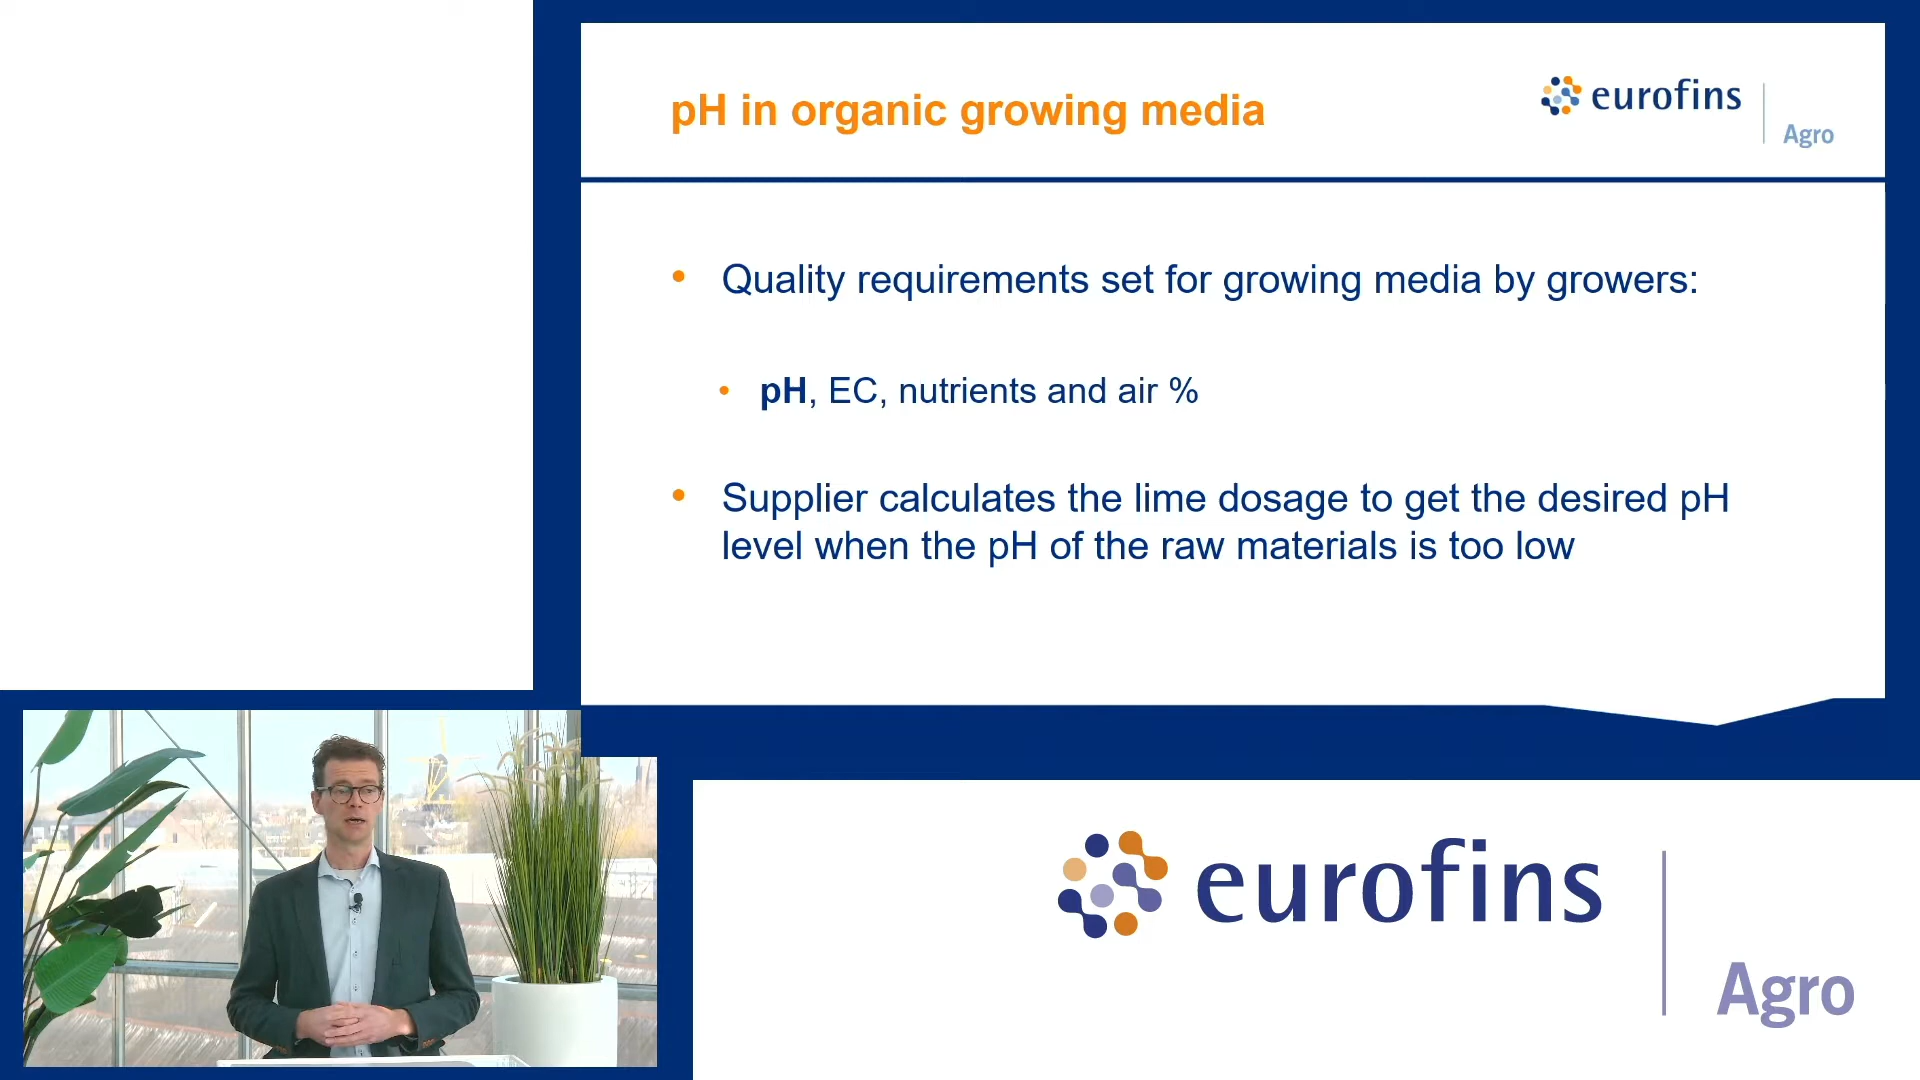 pH in organic growing media
eurofins
Agro
• Quality requirements set for growing media by growers:
• pH, EC, nutrients and air %
• Supplier calculates the lime dosage to get the desired pH
level when the pH of the raw materials is too low
eurofins
Agro